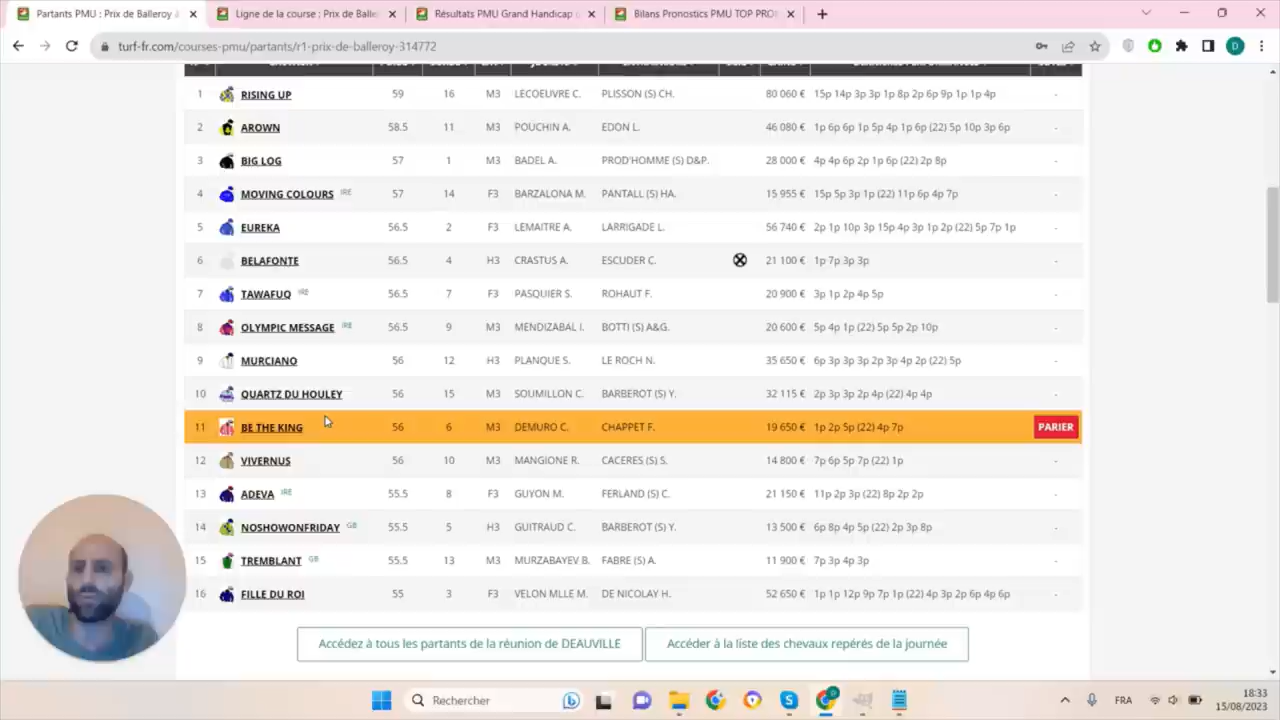 Partants PMU : Prix de Balleroy à
Ligne de la course : Prix de Balle
Résultats PMU Grand Handicap d
Bilans Pronostics PMU TOP PRO
turf-fr.com/courses-pmu/partants/r1-prix-de-balleroy-314772
1 RISING UP 59 16 M3 LECOEUVRE C. PLISSON (S) CH. 80 060 € 15p 14p 3p 3p 1p 8p 2p 6p 9p 1p 1p 4p -
2 AROWN 58.5 11 M3 POUCHIN A. EDON L. 46 080 € 1p 6p 6p 1p 5p 4p 1p 6p (22) 5p 10p 3p 6p -
3 BIG LOG 57 1 M3 BADEL A. PROD'HOMME (S) D&P. 28 000 € 4p 4p 6p 2p 1p 6p (22) 2p 8p -
4 MOVING COLOURS IRE 57 14 F3 BARZALONA M. PANTALL (S) HA. 15 955 € 15p 5p 3p 1p (22) 11p 6p 4p 7p -
5 EUREKA 56.5 2 F3 LEMAITRE A. LARRIGADE L. 56 740 € 2p 1p 10p 3p 15p 4p 3p 1p 2p (22) 5p 7p 1p -
6 BELAFONTE 56.5 4 H3 CRASTUS A. ESCUDER C. 21 100 € 1p 7p 3p 3p -
7 TAWAFUQ IRE 56.5 7 F3 PASQUIER S. ROHAUT F. 20 900 € 3p 1p 2p 4p 5p -
8 OLYMPIC MESSAGE IRE 56.5 9 M3 MENDIZABAL I. BOTTI (S) A&G. 20 600 € 5p 4p 1p (22) 5p 5p 2p 10p -
9 MURCIANO 56 12 H3 PLANQUE S. LE ROCH N. 35 650 € 6p 3p 3p 3p 2p 3p 4p 2p (22) 5p -
10 QUARTZ DU HOULEY 56 15 M3 SOUMILLON C. BARBEROT (S) Y. 32 115 € 2p 3p 3p 2p 4p (22) 4p 4p -
11 BE THE KING 56 6 M3 DEMURO C. CHAPPET F. 19 650 € 1p 2p 5p (22) 4p 7p PARIER
12 VIVERNUS 56 10 M3 MANGIONE R. CACERES (S) S. 14 800 € 7p 6p 5p 7p (22) 1p -
13 ADEVA IRE 55.5 8 F3 GUYON M. FERLAND (S) C. 21 150 € 11p 2p 3p (22) 8p 2p 2p -
14 NOSHOWONFRIDAY GB 55.5 5 H3 GUITRAUD C. BARBEROT (S) Y. 13 500 € 6p 8p 4p 5p (22) 2p 3p 8p -
15 TREMBLANT GB 55.5 13 M3 MURZABAYEV B. FABRE (S) A. 11 900 € 7p 3p 4p 3p -
16 FILLE DU ROI 55 3 F3 VELON MLLE M. DE NICOLAY H. 52 650 € 1p 1p 12p 9p 7p 1p (22) 4p 3p 2p 6p 4p 6p -
Accédez à tous les partants de la réunion de DEAUVILLE
Accéder à la liste des chevaux repérés de la journée
Rechercher
FRA
18:33
15/08/2023